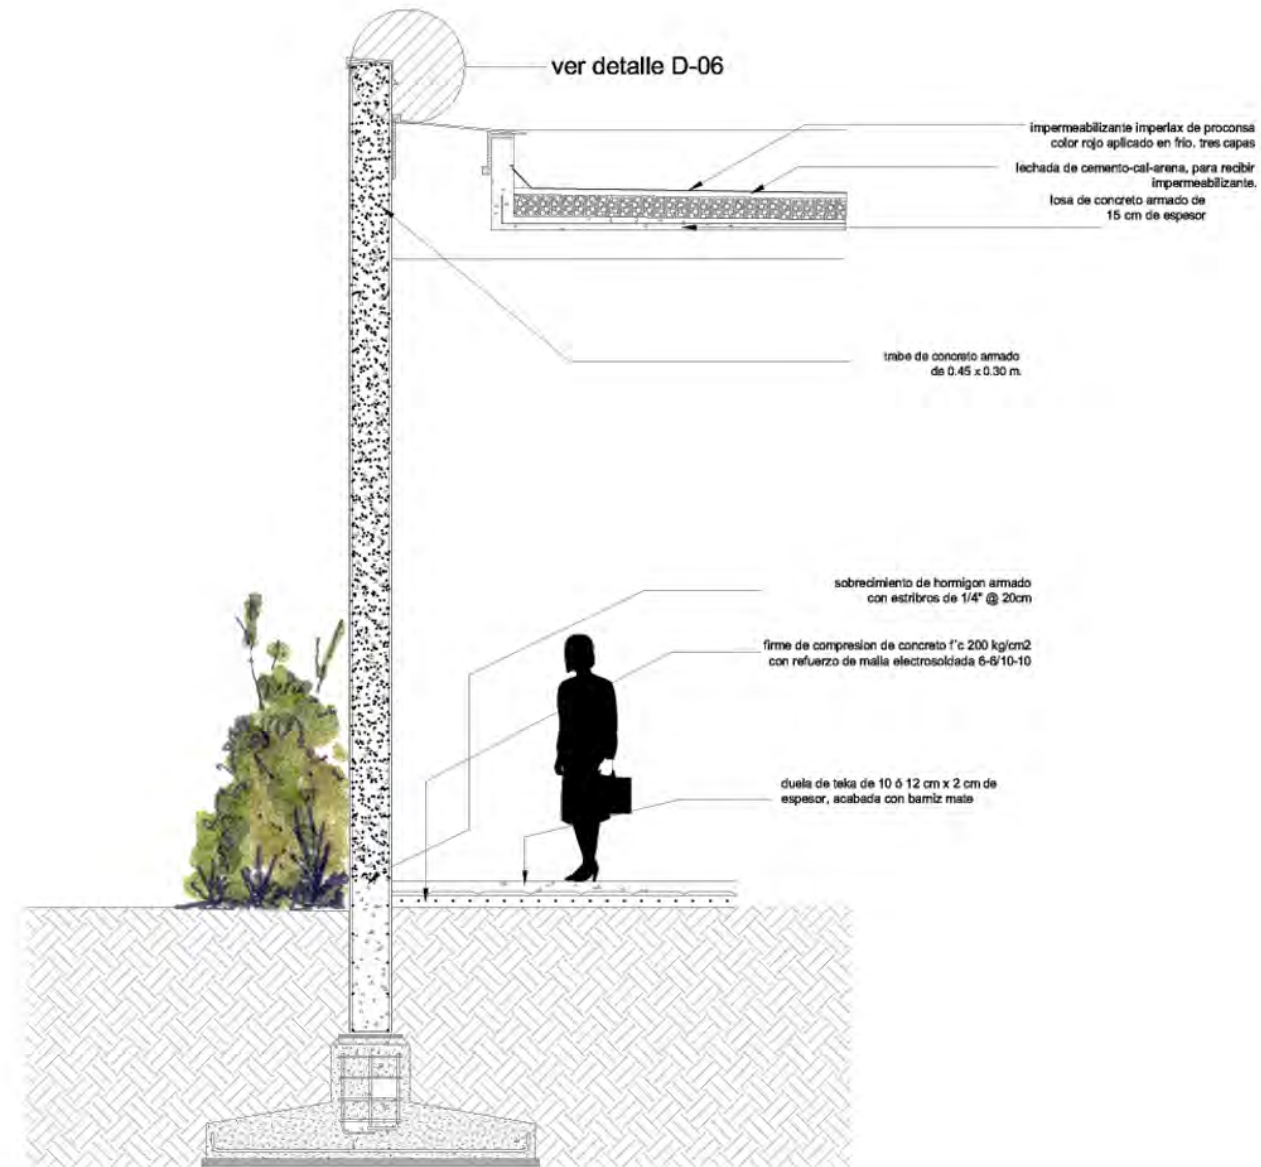 ver detalle D-06
impermeabilizante imperlax de proconsa
color rojo aplicado en frio. tres capas
lechada de cemento-cal-arena, para recibir
impermeabilizante.
losa de concreto armado de
15 cm de espesor
trabe de concreto armado
de 0.45 x 0.30 m.
sobrecimiento de hormigon armado
con estribros de 1/4" @ 20cm
firme de compresion de concreto f´c 200 kg/cm2
con refuerzo de malla electrosoldada 6-6/10-10
duela de teka de 10 ó 12 cm x 2 cm de
espesor, acabada con barniz mate